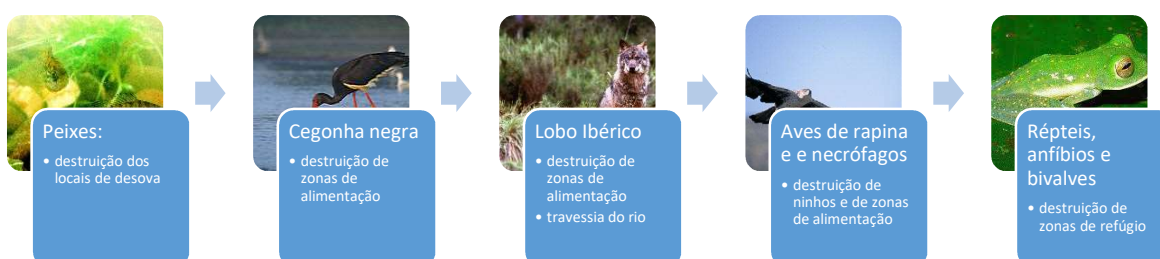 Peixes:
• destruição dos
locais de desova
Cegonha negra
• destruição de
zonas de
alimentação
Lobo Ibérico
• destruição de
zonas de
alimentação
• travessia do rio
Aves de rapina
e e necrófagos
• destruição de
ninhos e de zonas
de alimentação
Répteis,
anfíbios e
bivalves
• destruição de
zonas de refúgio